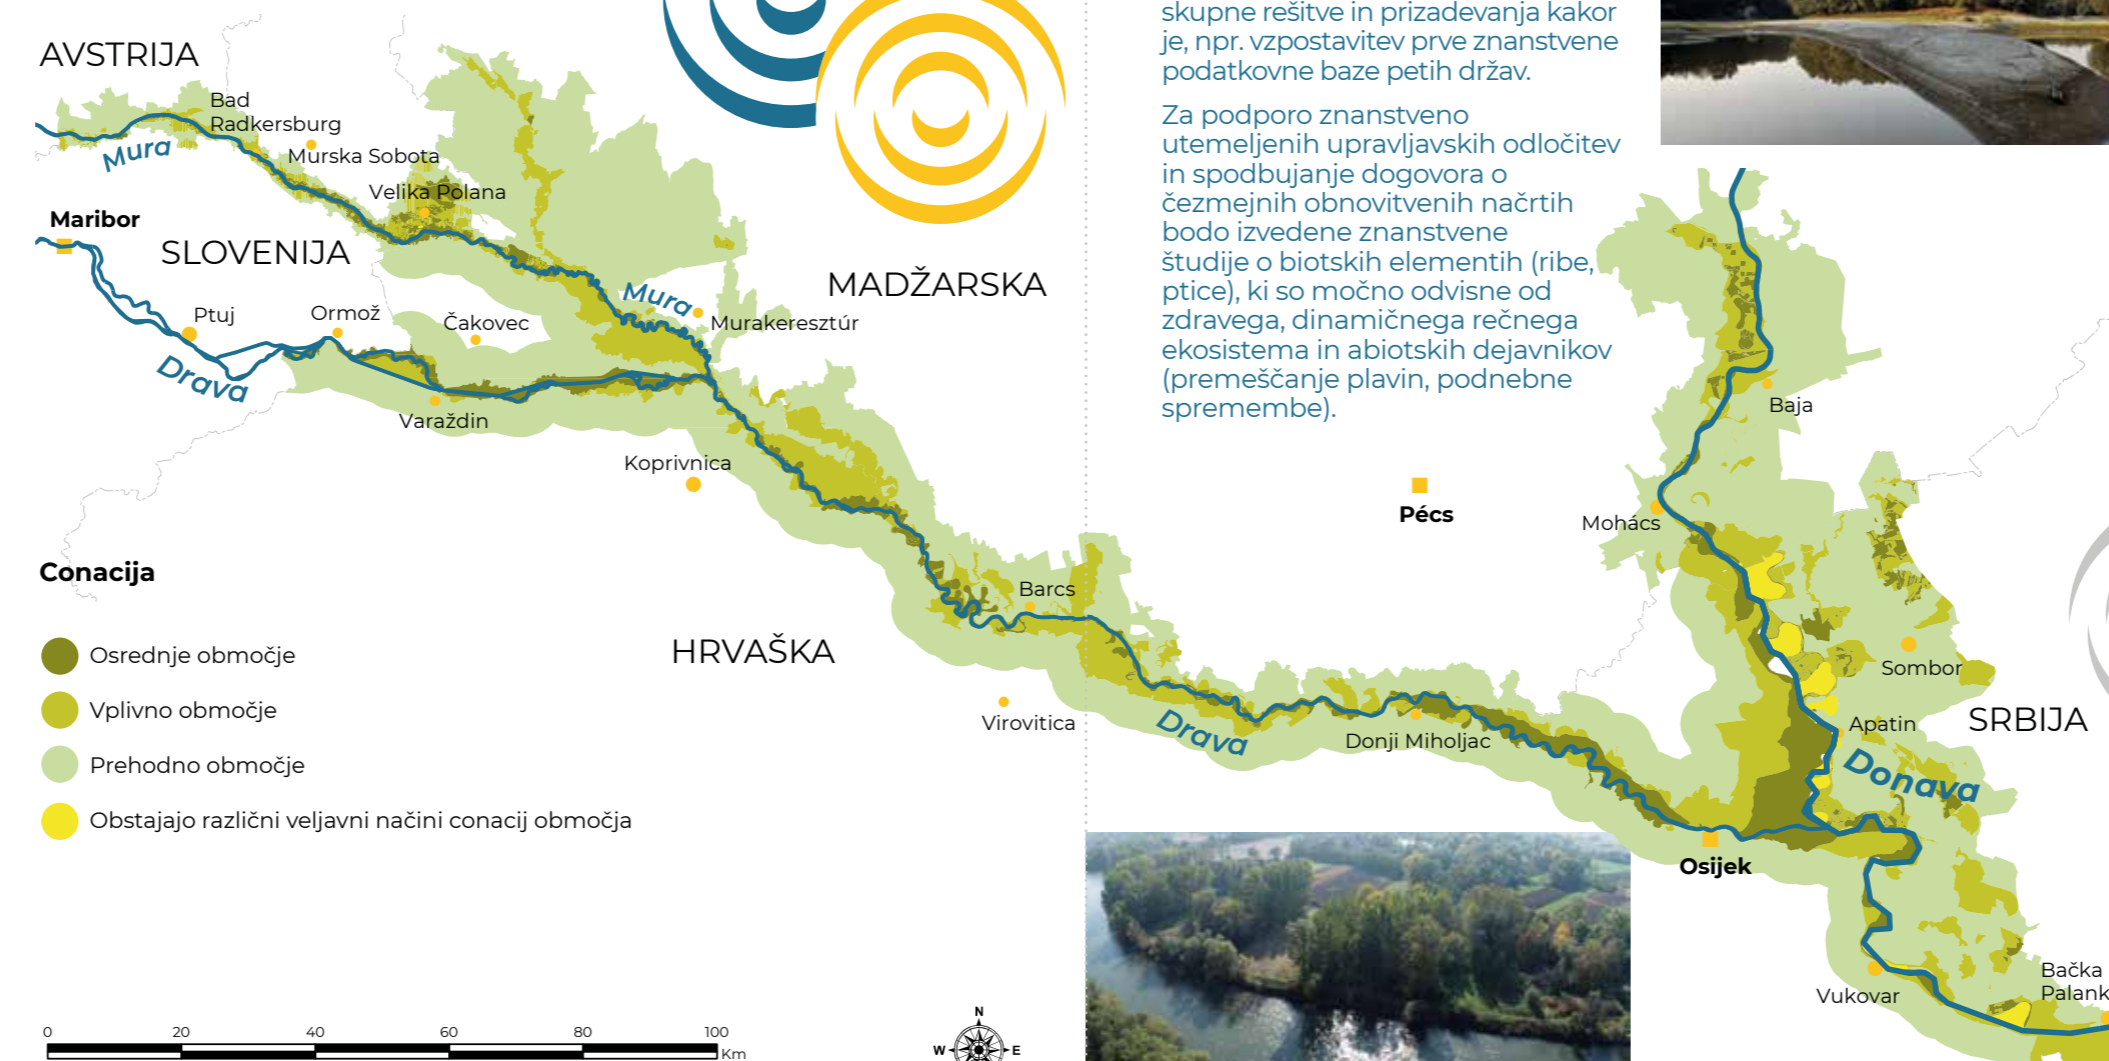 AVSTRIJA
Bad
Radkersburg
Mura
Murska Sobota
Velika Polana
Maribor
SLOVENIJA
MADŽARSKA
Ptuj
Ormož
Čakovec
Mura
Murakeresztúr
Drava
Varaždin
Koprivnica
Barcs
HRVAŠKA
Virovitica
Conacija
Osrednje območje
Vplivno območje
Prehodno območje
Obstajajo različni veljavni načini conacij območja
0 20 40 60 80 100
Km
N
W E
skupne rešitve in prizadevanja kakor
je, npr. vzpostavitev prve znanstvene
podatkovne baze petih držav.
Za podporo znanstveno
utemeljenih upravljavskih odločitev
in spodbujanje dogovora o
čezmejnih obnovitvenih načrtih
bodo izvedene znanstvene
študije o biotskih elementih (ribe,
ptice), ki so močno odvisne od
zdravega, dinamičnega rečnega
ekosistema in abiotskih dejavnikov
(premeščanje plavin, podnebne
spremembe).
Baja
Pécs
Mohács
Sombor
SRBIJA
Apatin
Drava
Donji Miholjac
Donava
Osijek
Vukovar
Bačka
Palank